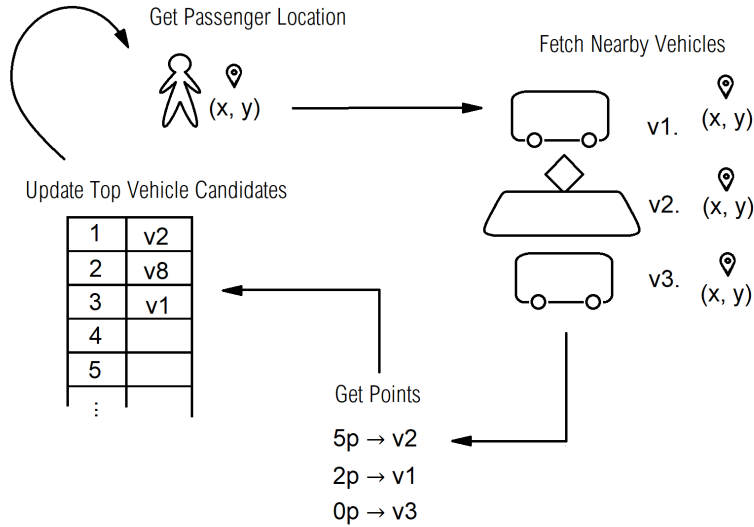 Get Passenger Location
(x, y)
Fetch Nearby Vehicles
v1. (x, y)
v2. (x, y)
v3. (x, y)
Get Points
5p → v2
2p → v1
0p → v3
Update Top Vehicle Candidates
1 v2
2 v8
3 v1
4
5
⋮